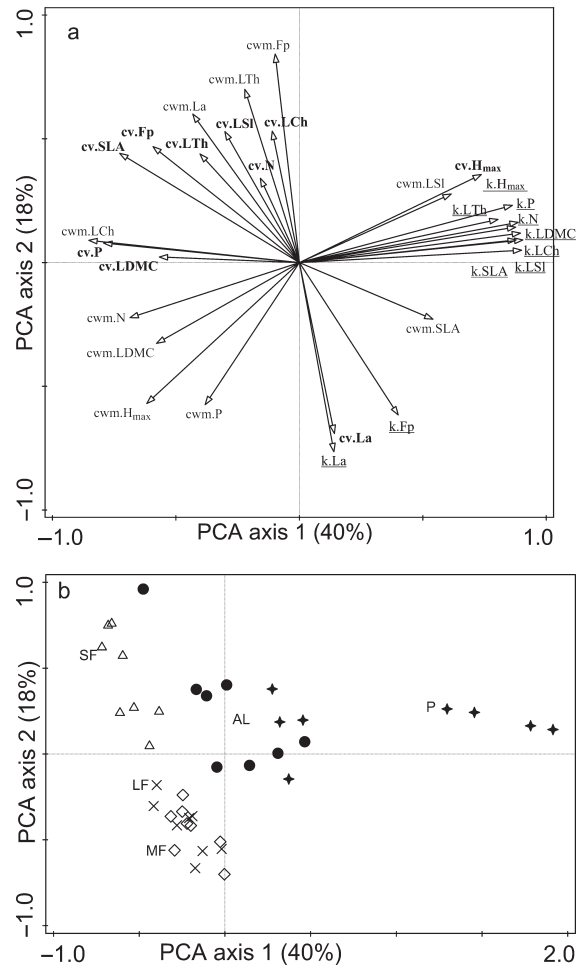 1.0
a
cwm.Fp
cwm.LTh
cwm.La
cv.LSl
cv.LCh
cv.Fp
cv.LTh
cv.SLA
cv.N
cv.Hmax
cwm.LSl
k.Hmax
k.P
k.LTh
k.N
cwm.LCh
k.LDMC
cv.P
k.LCh
cv.LDMC
k.SLA
k.LSl
cwm.N
cwm.SLA
cwm.LDMC
cwm.Hmax
cwm.P
k.Fp
cv.La
k.La
PCA axis 2 (18%)
−1.0
−1.0
PCA axis 1 (40%)
1.0
1.0
b
SF
AL
P
LF
MF
PCA axis 2 (18%)
−1.0
−1.0
PCA axis 1 (40%)
2.0